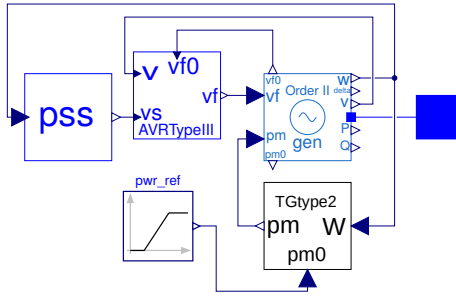 pss
v
vf0
vs
vf
AVRTypeIII
vf0
Order II
vf
pm
gen
pm0
w
delta
v
P
Q
pwr_ref
TGtype2
pm
W
pm0